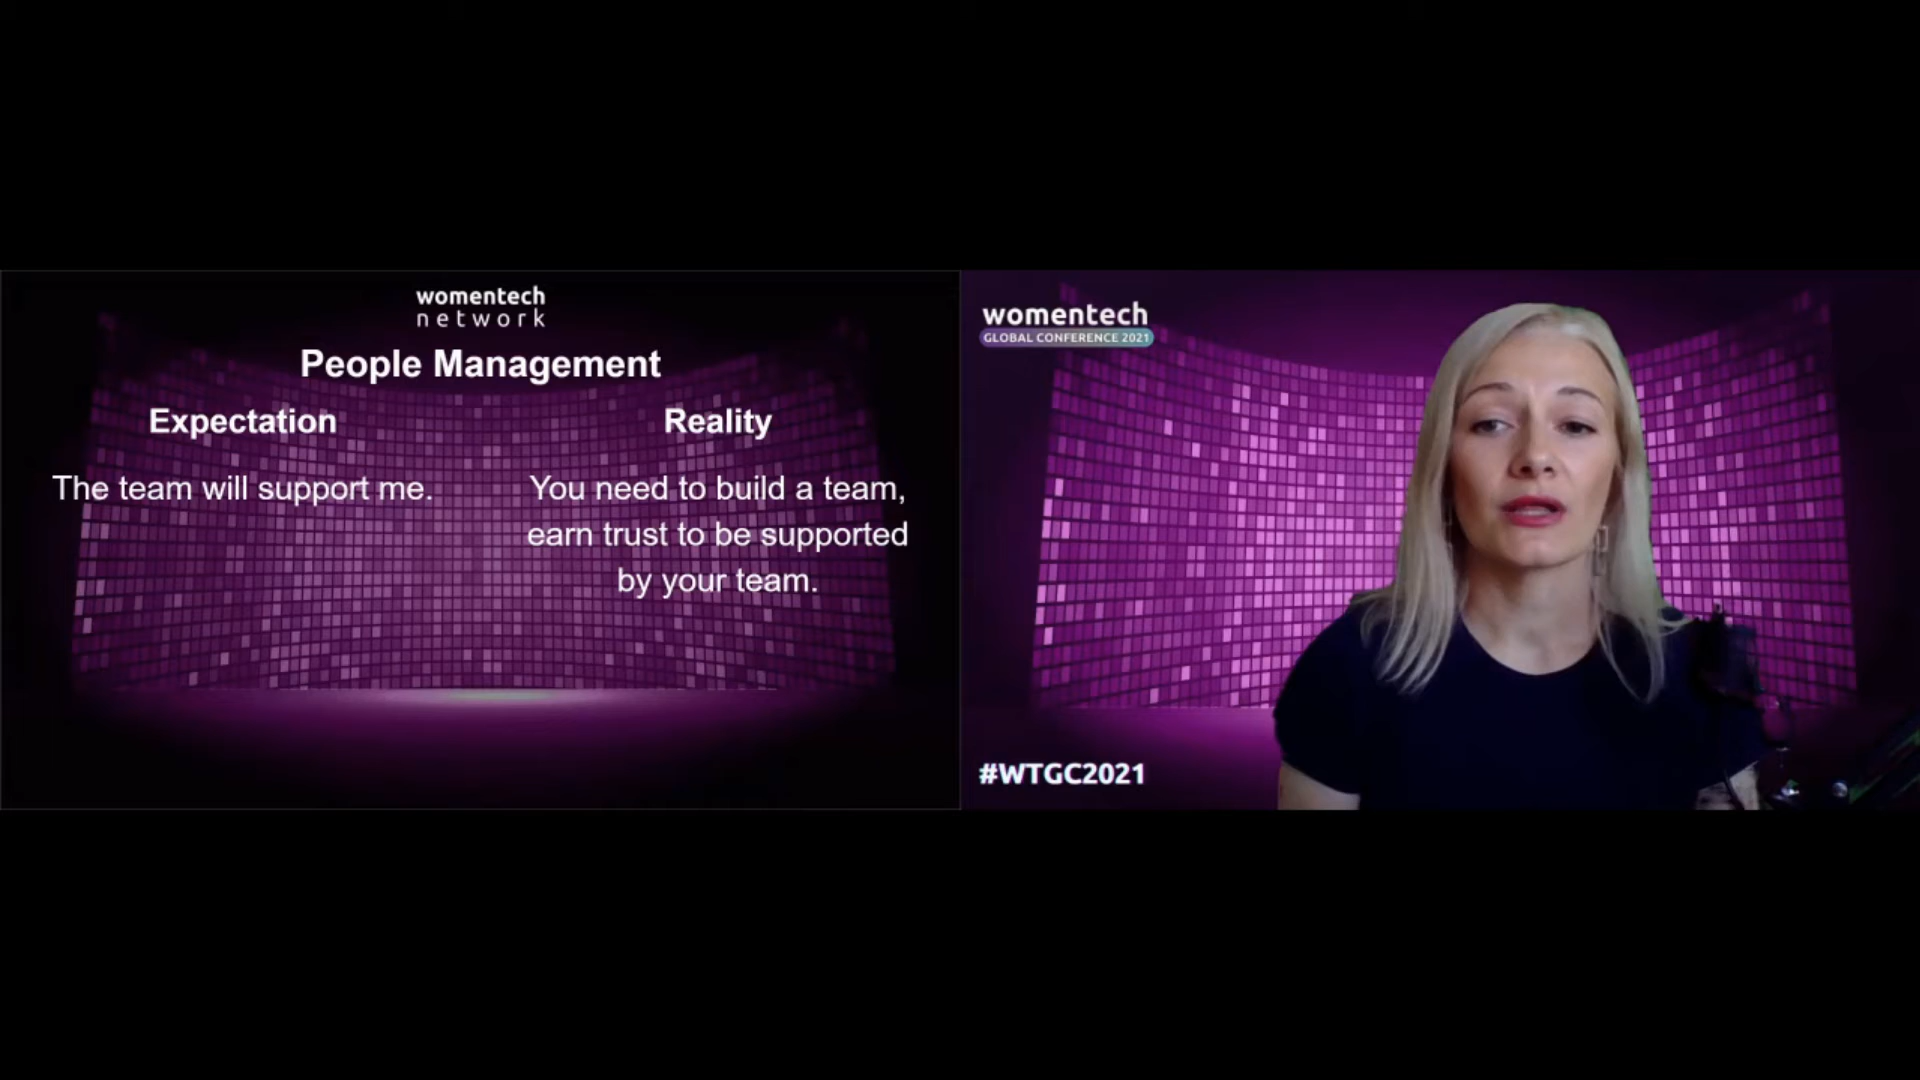 womentech
network
People Management
Expectation
Reality
The team will support me.
You need to build a team,
earn trust to be supported
by your team.
womentech
GLOBAL CONFERENCE 2021
#WTGC2021